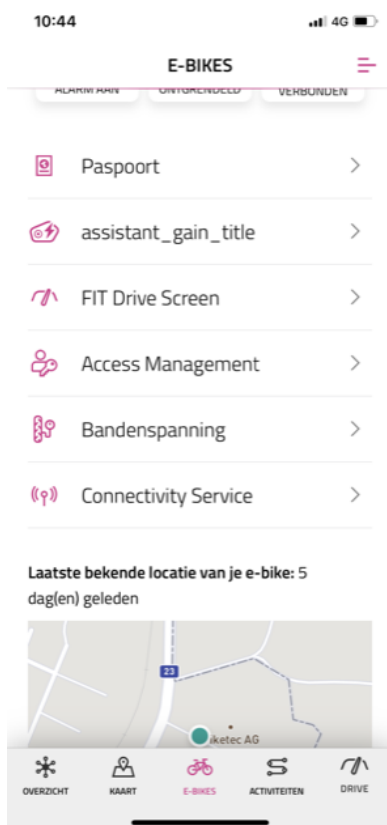 10:44
4G
E-BIKES
ALARM AAN
ONTGRENDELD
VERBONDEN
Paspoort
assistant_gain_title
FIT Drive Screen
Access Management
Bandenspanning
Connectivity Service
Laatste bekende locatie van je e-bike: 5
dag(en) geleden
23
iketec AG
OVERZICHT
KAART
E-BIKES
ACTIVITEITEN
DRIVE